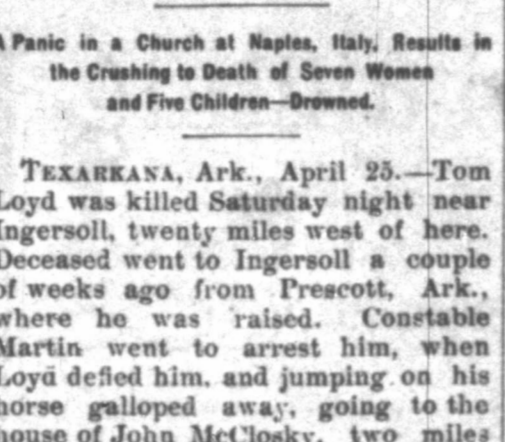 A Panic in a Church at Naples, Italy, Results in
the Crushing to Death of Seven Women
and Five Children—Drowned.
TEXARKANA, Ark., April 25.—Tom
Loyd was killed Saturday night near
Ingersoll, twenty miles west of here.
Deceased went to Ingersoll a couple
of weeks ago from Prescott, Ark.,
where he was raised. Constable
Martin went to arrest him, when
Loyd defied him, and jumping on his
horse galloped away, going to the
house of John McClosky, two miles